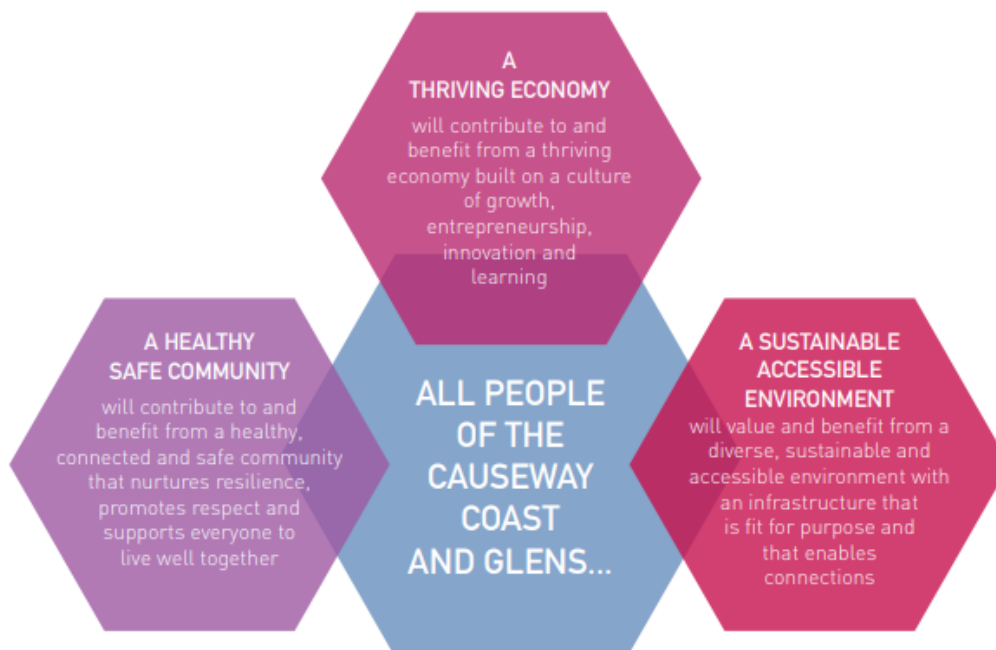 A
THRIVING ECONOMY
will contribute to and
benefit from a thriving
economy built on a culture
of growth,
entrepreneurship,
innovation and
learning
A HEALTHY
SAFE COMMUNITY
will contribute to and
benefit from a healthy,
connected and safe community
that nurtures resilience,
promotes respect and
supports everyone to
live well together
ALL PEOPLE
OF THE
CAUSEWAY
COAST
AND GLENS...
A SUSTAINABLE
ACCESSIBLE
ENVIRONMENT
will value and benefit from a
diverse, sustainable and
accessible environment with
an infrastructure that
is fit for purpose and
that enables
connections